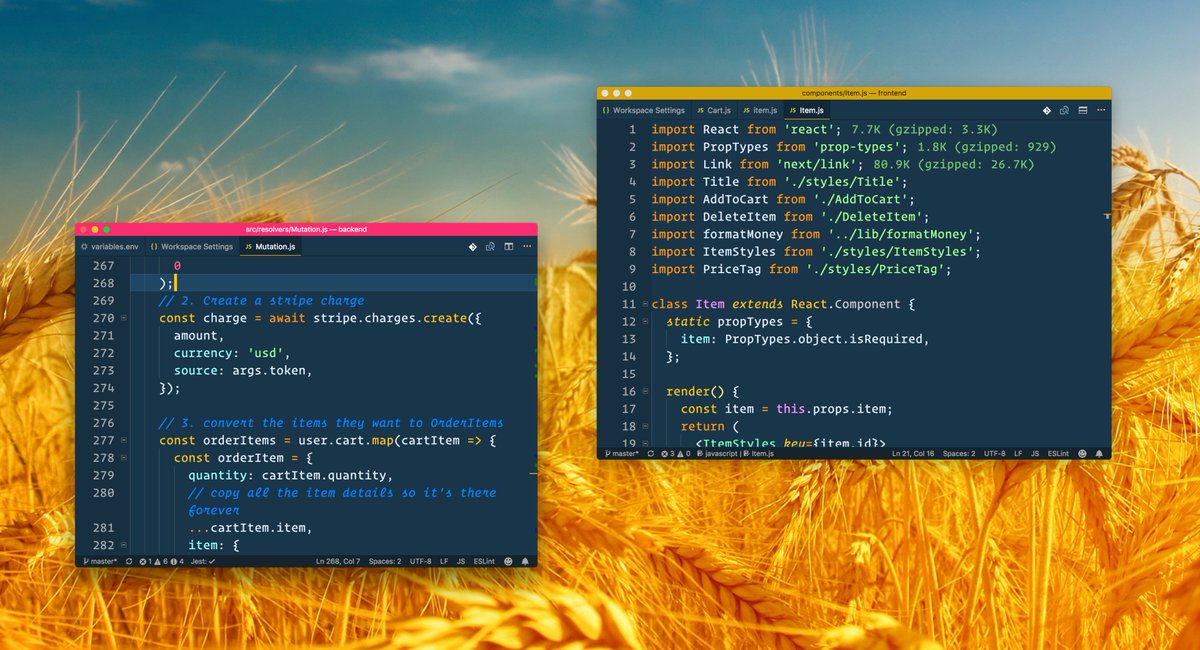 src/resolvers/Mutation.js — backend
variables.env { } Workspace Settings JS Mutation.js ...
267 0
268 );
269 // 2. Create a stripe charge
270 const charge = await stripe.charges.create({
271 amount,
272 currency: 'usd',
273 source: args.token,
274 });
275
276 // 3. convert the items they want to OrderItems
277 const orderItems = user.cart.map(cartItem => {
278 const orderItem = {
279 quantity: cartItem.quantity,
280 // copy all the item details so it's there
forever
281 ...cartItem.item,
282 item: {
master* 1 6 4 Jest: ✓ Ln 268, Col 7 Spaces: 2 UTF-8 LF JS ESLint
components/Item.js — frontend
{ } Workspace Settings JS Cart.js JS item.js JS Item.js ...
1 import React from 'react'; 7.7K (gzipped: 3.3K)
2 import PropTypes from 'prop-types'; 1.8K (gzipped: 929)
3 import Link from 'next/link'; 80.9K (gzipped: 26.7K)
4 import Title from './styles/Title';
5 import AddToCart from './AddToCart';
6 import DeleteItem from './DeleteItem';
7 import formatMoney from '../lib/formatMoney';
8 import ItemStyles from './styles/ItemStyles';
9 import PriceTag from './styles/PriceTag';
10
11 class Item extends React.Component {
12 static propTypes = {
13 item: PropTypes.object.isRequired,
14 };
15
16 render() {
17 const item = this.props.item;
18 return (
19 <ItemStyles key={item.id}>
master* 3 0 javascript | Item.js Ln 21, Col 16 Spaces: 2 UTF-8 LF JS ESLint